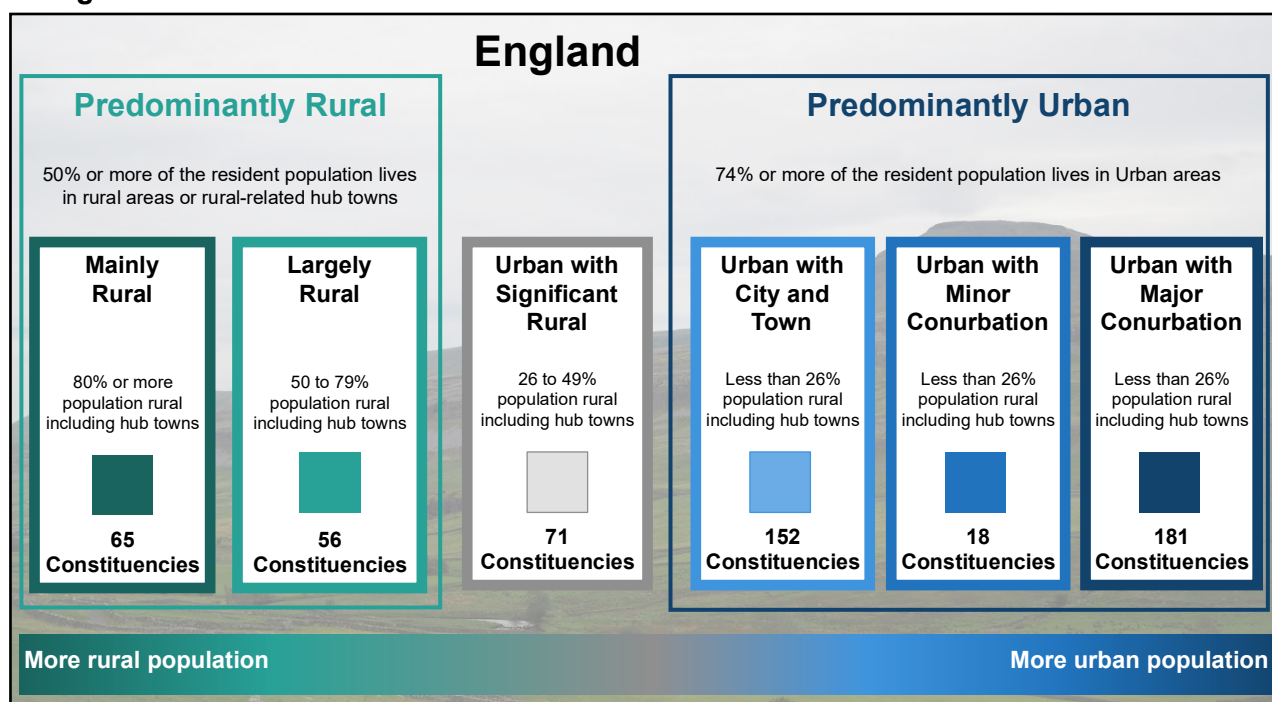 England
Predominantly Rural
50% or more of the resident population lives
in rural areas or rural-related hub towns
Mainly
Rural
80% or more
population rural
including hub towns
65
Constituencies
Largely
Rural
50 to 79%
population rural
including hub towns
56
Constituencies
Urban with
Significant
Rural
26 to 49%
population rural
including hub towns
71
Constituencies
Predominantly Urban
74% or more of the resident population lives in Urban areas
Urban with
City and
Town
Less than 26%
population rural
including hub towns
152
Constituencies
Urban with
Minor
Conurbation
Less than 26%
population rural
including hub towns
18
Constituencies
Urban with
Major
Conurbation
Less than 26%
population rural
including hub towns
181
Constituencies
More rural population
More urban population